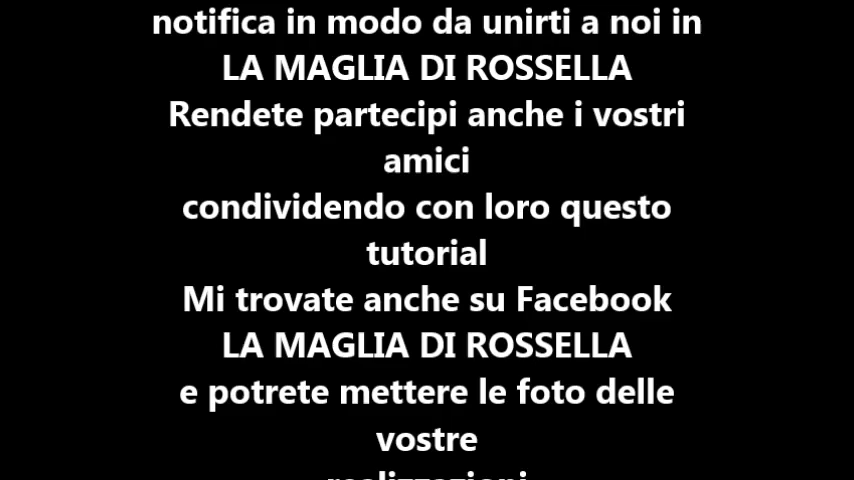 notifica in modo da unirti a noi in
LA MAGLIA DI ROSSELLA
Rendete partecipi anche i vostri
amici
condividendo con loro questo
tutorial
Mi trovate anche su Facebook
LA MAGLIA DI ROSSELLA
e potrete mettere le foto delle
vostre